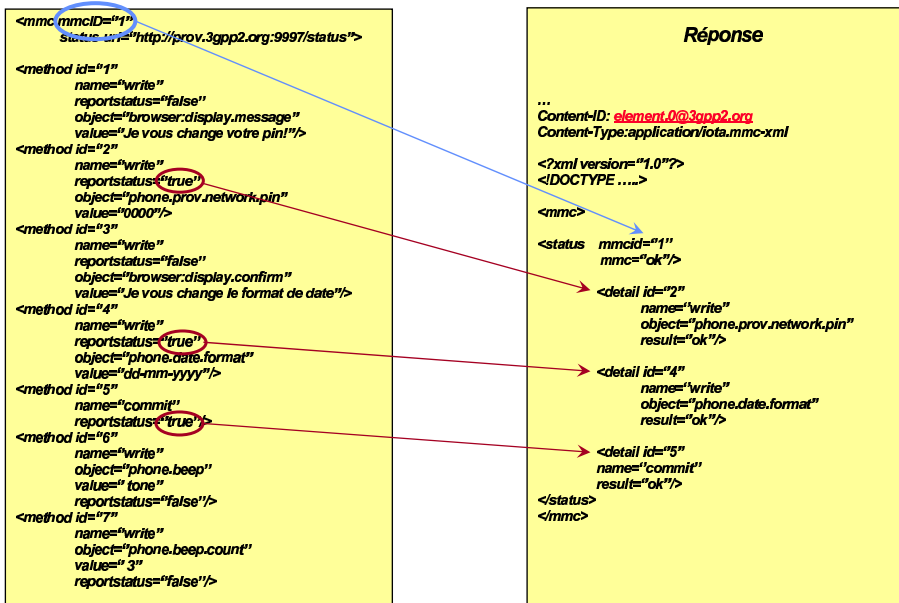 <mmc mmcID=“1”
status-url=“http://prov.3gpp2.org:9997/status”>
<method id=“1”
name=“write”
reportstatus=“false”
object=“browser:display.message”
value=“Je vous change votre pin!”/>
<method id=“2”
name=“write”
reportstatus=“true”
object=“phone.prov.network.pin”
value=“0000”/>
<method id=“3”
name=“write”
reportstatus=“false”
object=“browser:display.confirm”
value=“Je vous change le format de date”/>
<method id=“4”
name=“write”
reportstatus=“true”
object=“phone.date.format”
value=“dd-mm-yyyy”/>
<method id=“5”
name=“commit”
reportstatus=“true”/>
<method id=“6”
name=“write”
object=“phone.beep”
value=“ tone”
reportstatus=“false”/>
<method id=“7”
name=“write”
object=“phone.beep.count”
value=“ 3”
reportstatus=“false”/>
Réponse
…
Content-ID: element.0@3gpp2.org
Content-Type:application/iota.mmc-xml
<?xml version=“1.0”?>
<!DOCTYPE …..>
<mmc>
<status mmcid=“1”
mmc=“ok”/>
<detail id=“2”
name=“write”
object=“phone.prov.network.pin”
result=“ok”/>
<detail id=“4”
name=“write”
object=“phone.date.format”
result=“ok”/>
<detail id=“5”
name=“commit”
result=“ok”/>
</status>
</mmc>